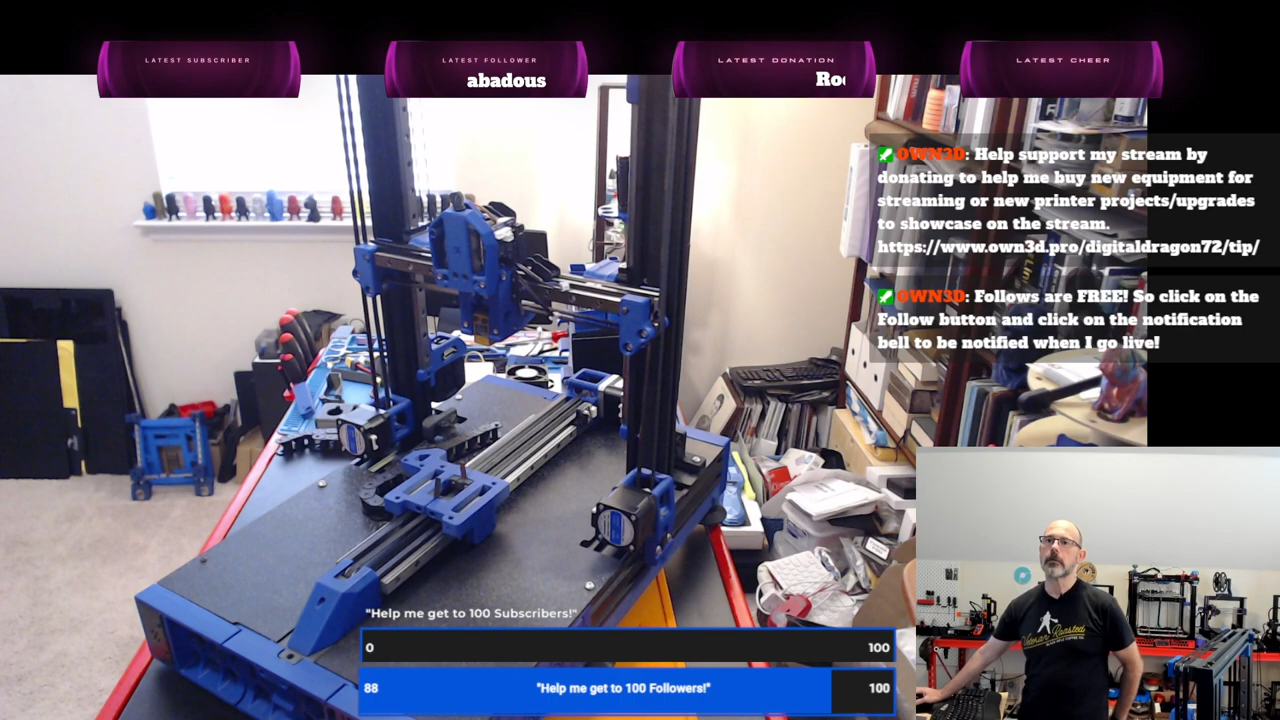 LATEST SUBSCRIBER
LATEST FOLLOWER
abadous
LATEST DONATION
LATEST CHEER
OWN3D: Help support my stream by
donating to help me buy new equipment for
streaming or new printer projects/upgrades
to showcase on the stream.
https://www.own3d.pro/digitaldragon72/tip/
OWN3D: Follows are FREE! So click on the
Follow button and click on the notification
bell to be notified when I go live!
"Help me get to 100 Subscribers!"
0 100
88 "Help me get to 100 Followers!" 100
Veteran Roasted